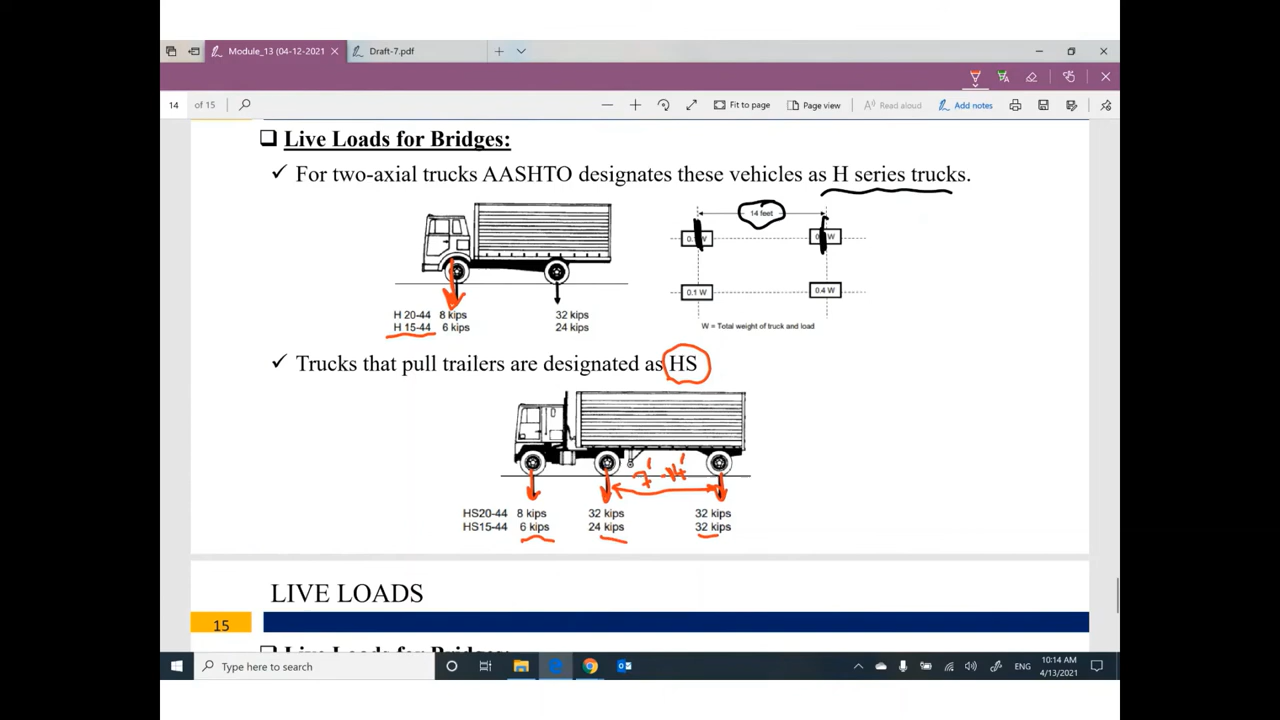 Module_13 (04-12-2021
Draft-7.pdf
14 of 15
Fit to page
Page view
Read aloud
Add notes
Live Loads for Bridges:
✓ For two-axial trucks AASHTO designates these vehicles as H series trucks.
14 feet
0.1 W 0.4 W
H 20-44 8 kips 32 kips
H 15-44 6 kips 24 kips
W = Total weight of truck and load
✓ Trucks that pull trailers are designated as HS
7' - 14'
HS20-44 8 kips 32 kips 32 kips
HS15-44 6 kips 24 kips 32 kips
LIVE LOADS
15
Type here to search
ENG
10:14 AM
4/13/2021